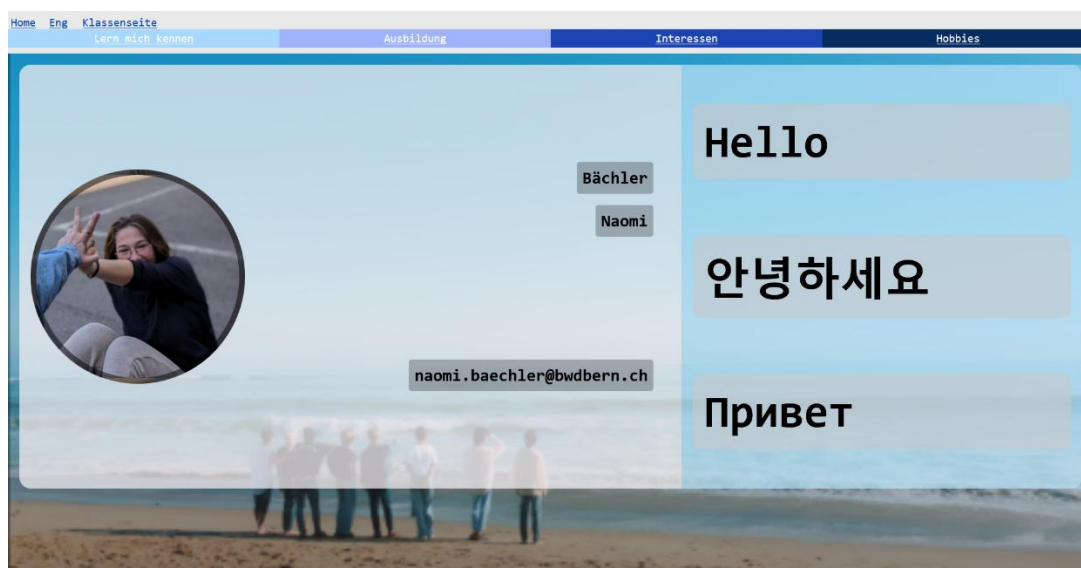 Home Eng Klassenseite
Lern mich kennen Ausbildung Interessen Hobbies
Bächler
Naomi
naomi.baechler@bwdbern.ch
Hello
안녕하세요
Привет